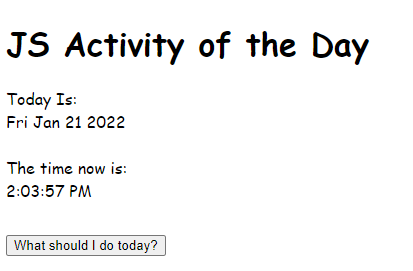 JS Activity of the Day
Today Is:
Fri Jan 21 2022
The time now is:
2:03:57 PM
What should I do today?